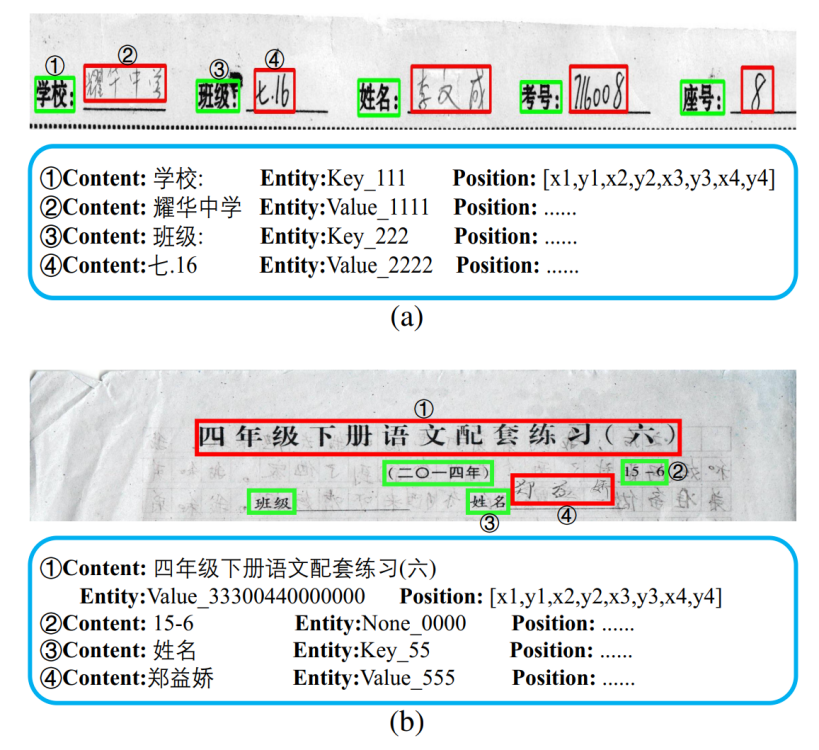 ① ② ③ ④
学校: 耀华中学 班级: 七.16 姓名: 李文成 考号: 716008 座号: 8
①Content: 学校: Entity:Key_111 Position: [x1,y1,x2,y2,x3,y3,x4,y4]
②Content: 耀华中学 Entity:Value_1111 Position: ......
③Content: 班级: Entity:Key_222 Position: ......
④Content:七.16 Entity:Value_2222 Position: ......
(a)
①
四年级下册语文配套练习(六)
(二〇一四年) 15-6 ②
班级 姓名 郑益娇
③ ④
①Content: 四年级下册语文配套练习(六)
Entity:Value_33300440000000 Position: [x1,y1,x2,y2,x3,y3,x4,y4]
②Content: 15-6 Entity:None_0000 Position: ......
③Content: 姓名 Entity:Key_55 Position: ......
④Content:郑益娇 Entity:Value_555 Position: ......
(b)